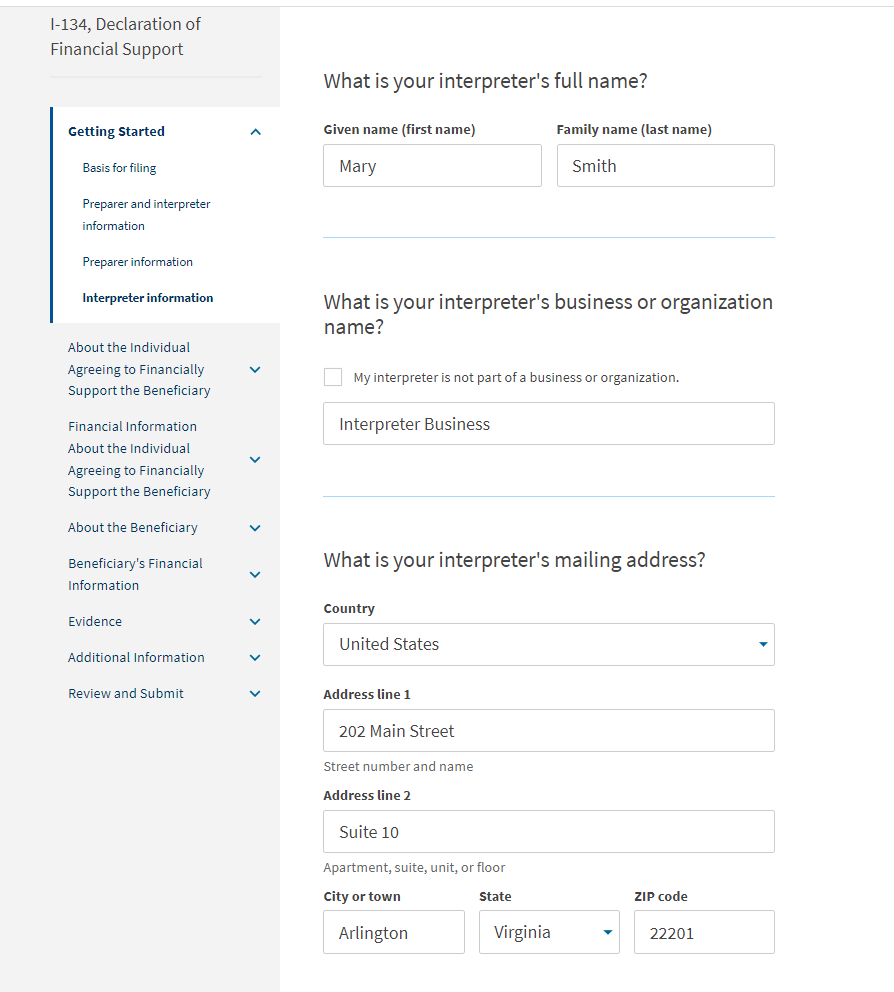 I-134, Declaration of
Financial Support
Getting Started
Basis for filing
Preparer and interpreter
information
Preparer information
Interpreter information
About the Individual
Agreeing to Financially
Support the Beneficiary
Financial Information
About the Individual
Agreeing to Financially
Support the Beneficiary
About the Beneficiary
Beneficiary's Financial
Information
Evidence
Additional Information
Review and Submit
What is your interpreter's full name?
Given name (first name)
Family name (last name)
Mary
Smith
What is your interpreter's business or organization
name?
My interpreter is not part of a business or organization.
Interpreter Business
What is your interpreter's mailing address?
Country
United States
Address line 1
202 Main Street
Street number and name
Address line 2
Suite 10
Apartment, suite, unit, or floor
City or town
State
ZIP code
Arlington
Virginia
22201